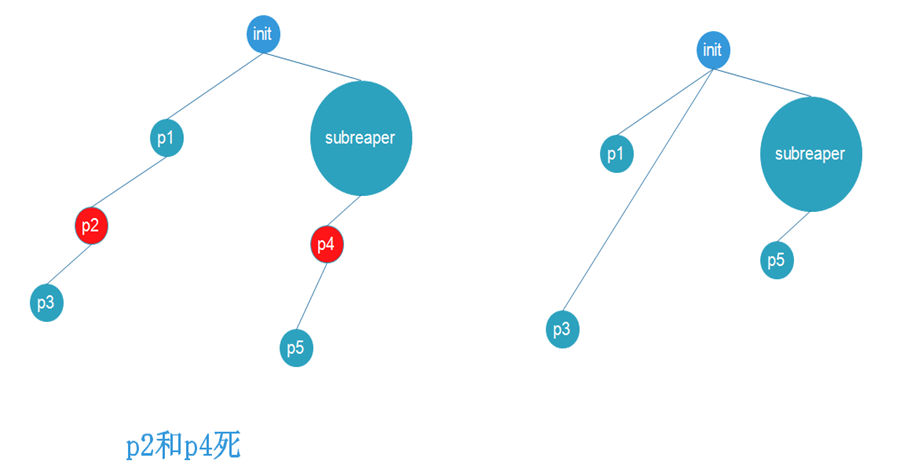 init
p1
subreaper
p2
p4
p3
p5
init
p1
subreaper
p5
p3
p2和p4死